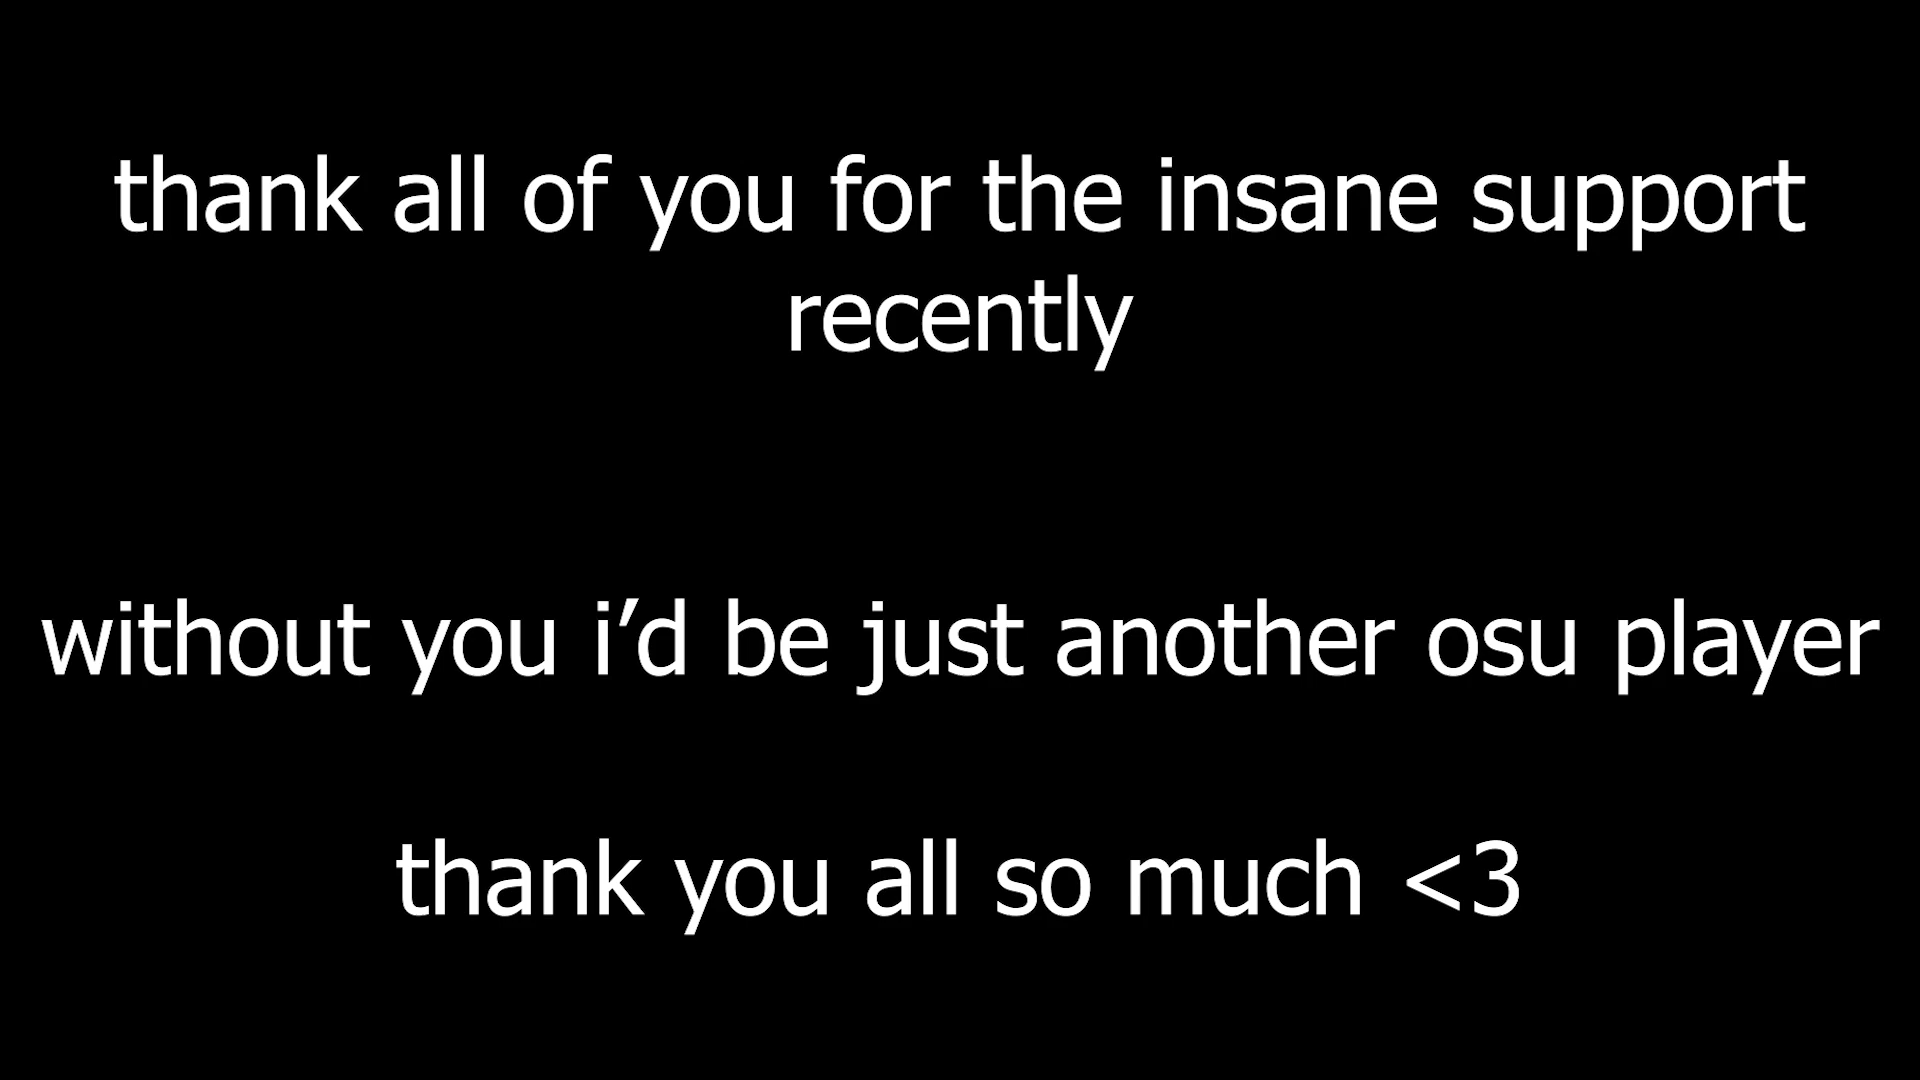 thank all of you for the insane support
recently
without you i’d be just another osu player
thank you all so much <3